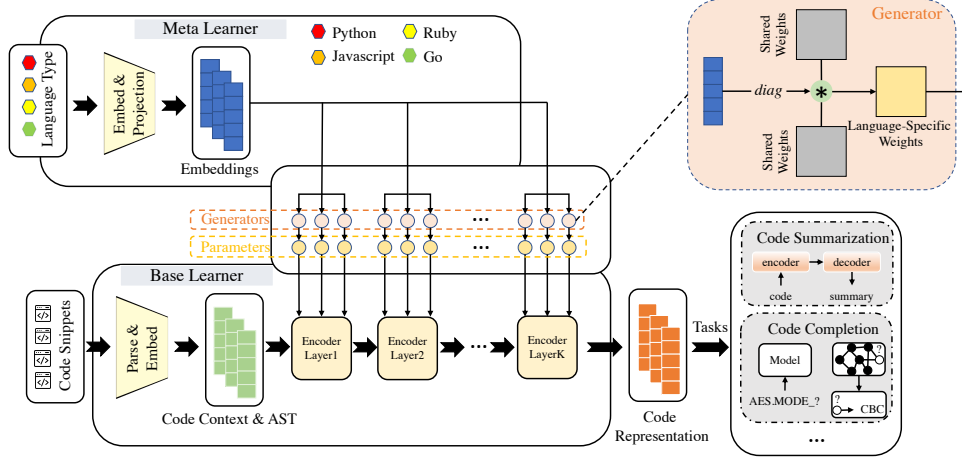 Meta Learner
Python
Ruby
Javascript
Go
Language Type
Embed &
Projection
Embeddings
Generator
Shared
Weights
diag
*
Shared
Weights
Language-Specific
Weights
Generators
...
Parameters
...
Base Learner
Code Snippets
Parse &
Embed
Code Context & AST
Encoder
Layer1
Encoder
Layer2
...
Encoder
LayerK
Code
Representation
Tasks
Code Summarization
encoder
decoder
code
summary
Code Completion
Model
?
AES.MODE_?
?
CBC
...